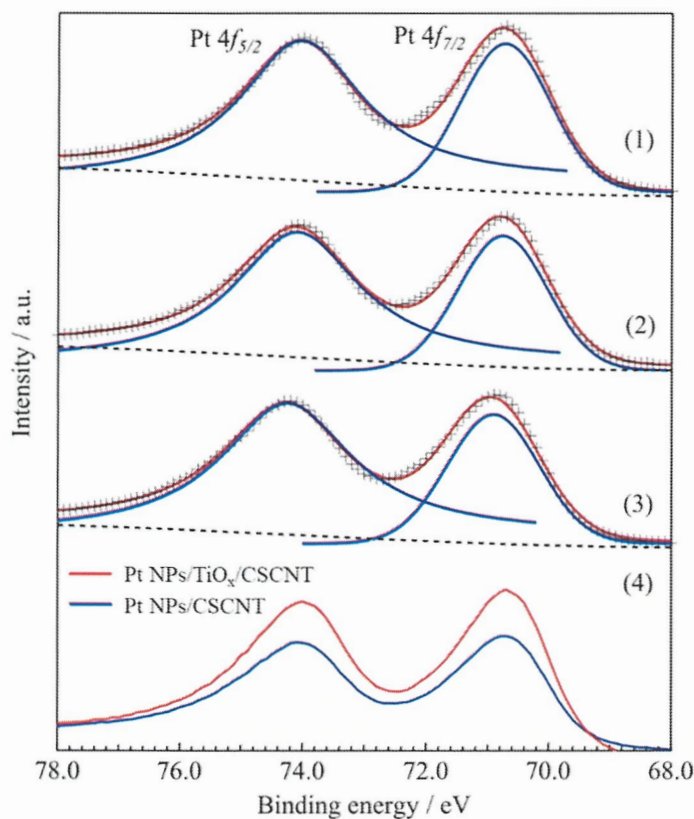 Pt 4f5/2 Pt 4f7/2
(1)
(2)
(3)
(4)
Pt NPs/TiOx/CSCNT
Pt NPs/CSCNT
Intensity / a.u.
78.0 76.0 74.0 72.0 70.0 68.0
Binding energy / eV